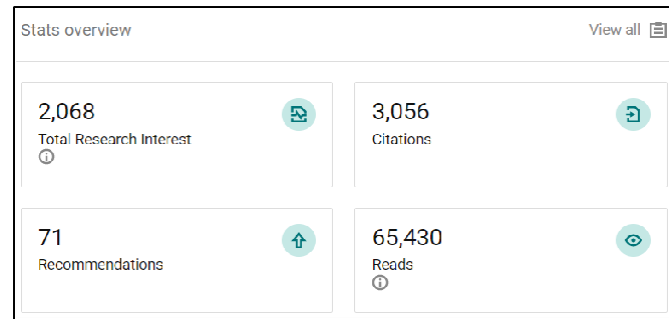 Stats overview
View all
2,068
Total Research Interest
3,056
Citations
71
Recommendations
65,430
Reads